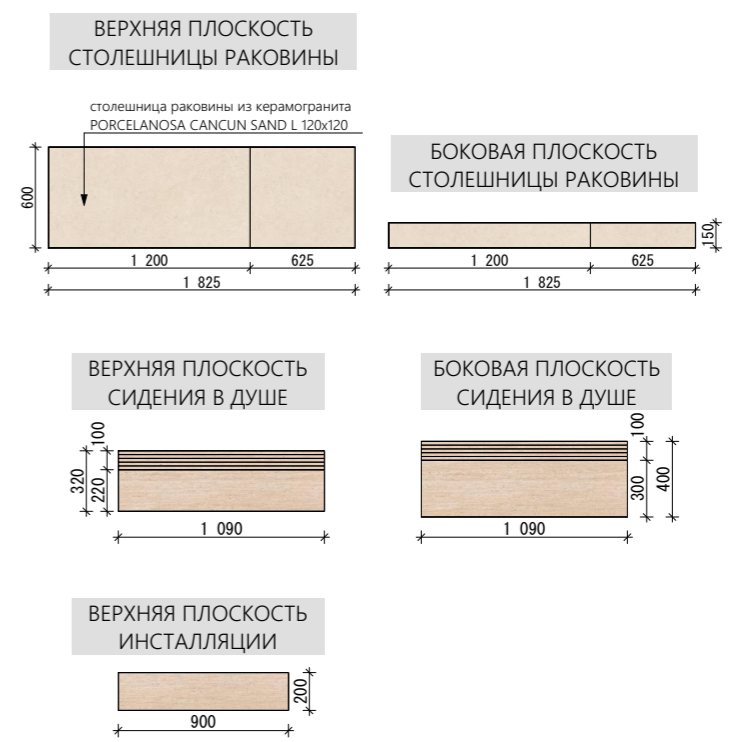 ВЕРХНЯЯ ПЛОСКОСТЬ
СТОЛЕШНИЦЫ РАКОВИНЫ
столешница раковины из керамогранита
PORCELANOSA CANCUN SAND L 120x120
600
1 200
625
1 825
БОКОВАЯ ПЛОСКОСТЬ
СТОЛЕШНИЦЫ РАКОВИНЫ
150
1 200
625
1 825
ВЕРХНЯЯ ПЛОСКОСТЬ
СИДЕНИЯ В ДУШЕ
100
320
220
1 090
БОКОВАЯ ПЛОСКОСТЬ
СИДЕНИЯ В ДУШЕ
100
300
400
1 090
ВЕРХНЯЯ ПЛОСКОСТЬ
ИНСТАЛЛЯЦИИ
200
900